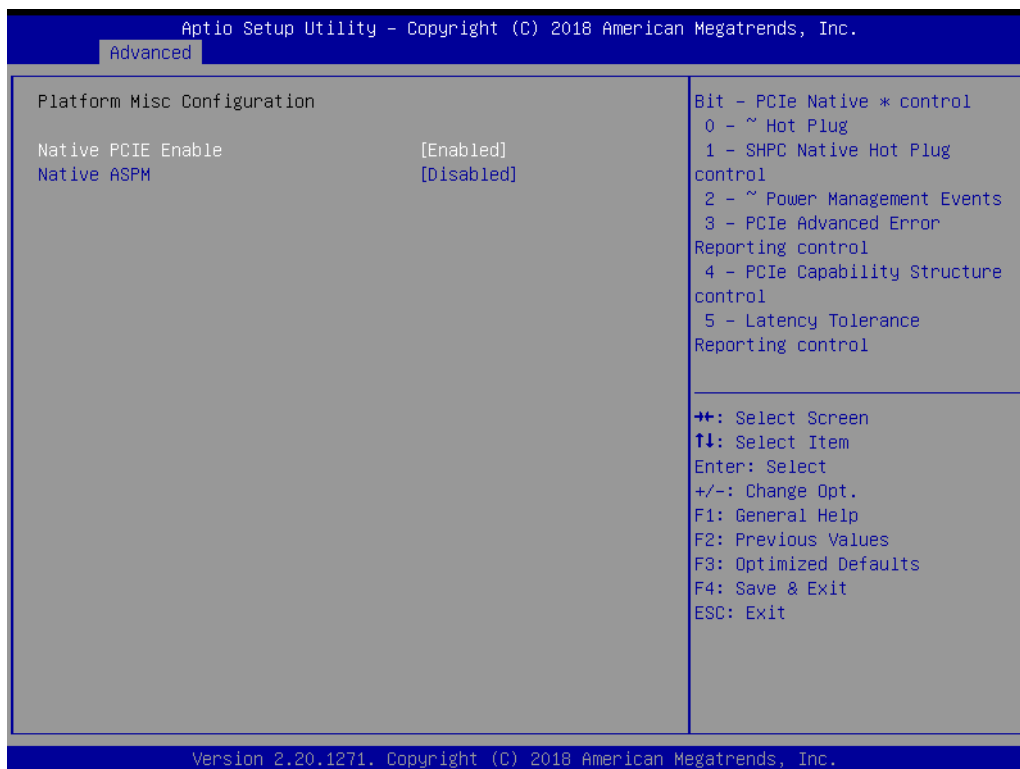 Aptio Setup Utility – Copyright (C) 2018 American Megatrends, Inc.
Advanced
Platform Misc Configuration
Native PCIE Enable [Enabled]
Native ASPM [Disabled]
Bit – PCIe Native * control
0 – ~ Hot Plug
1 – SHPC Native Hot Plug
control
2 – ~ Power Management Events
3 – PCIe Advanced Error
Reporting control
4 – PCIe Capability Structure
control
5 – Latency Tolerance
Reporting control
→←: Select Screen
↑↓: Select Item
Enter: Select
+/-: Change Opt.
F1: General Help
F2: Previous Values
F3: Optimized Defaults
F4: Save & Exit
ESC: Exit
Version 2.20.1271. Copyright (C) 2018 American Megatrends, Inc.